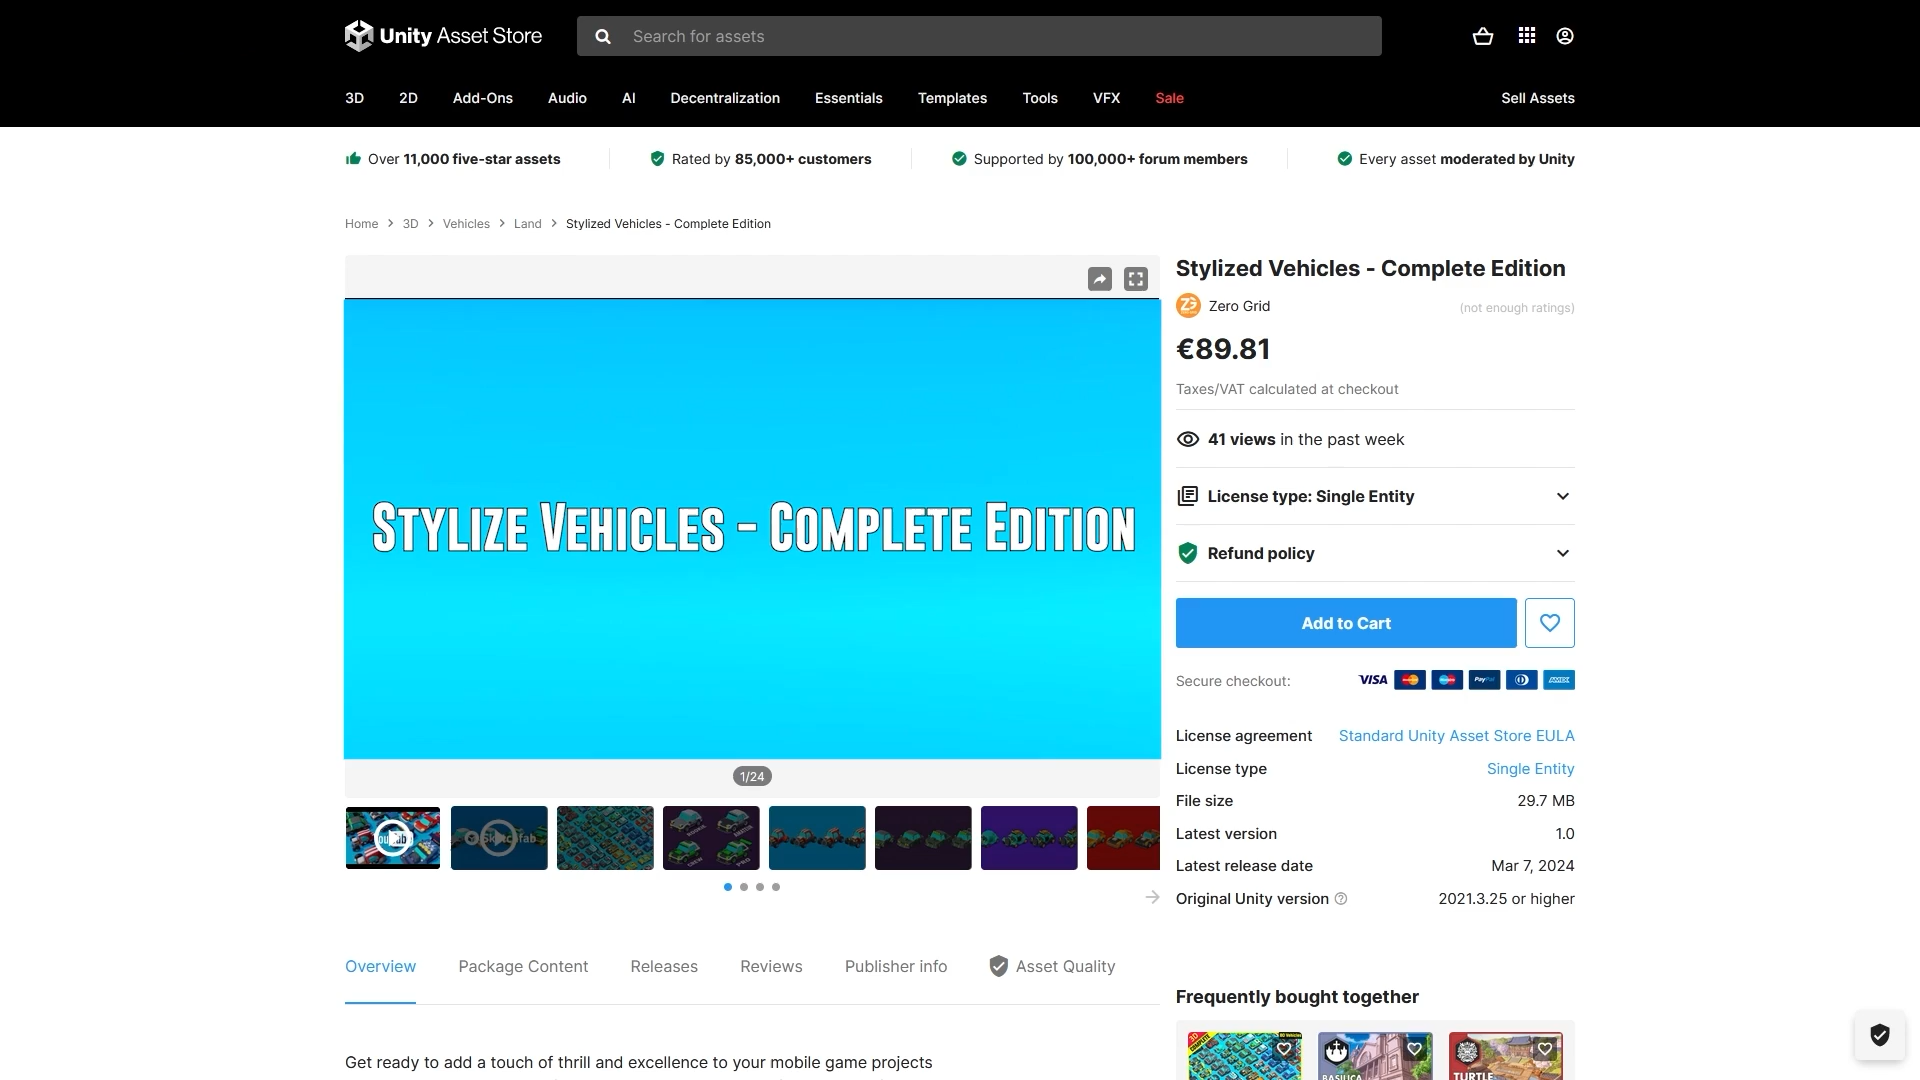 Unity Asset Store
Search for assets
3D 2D Add-Ons Audio AI Decentralization Essentials Templates Tools VFX Sale Sell Assets
Over 11,000 five-star assets Rated by 85,000+ customers Supported by 100,000+ forum members Every asset moderated by Unity
Home > 3D > Vehicles > Land > Stylized Vehicles - Complete Edition
Stylize Vehicles - Complete Edition
1/24
Stylized Vehicles - Complete Edition
Zero Grid (not enough ratings)
€89.81
Taxes/VAT calculated at checkout
41 views in the past week
License type: Single Entity
Refund policy
Add to Cart
Secure checkout: VISA PayPal AMEX
License agreement Standard Unity Asset Store EULA
License type Single Entity
File size 29.7 MB
Latest version 1.0
Latest release date Mar 7, 2024
Original Unity version 2021.3.25 or higher
Overview Package Content Releases Reviews Publisher info Asset Quality
Get ready to add a touch of thrill and excellence to your mobile game projects
Frequently bought together
BASILICA
TURTLE